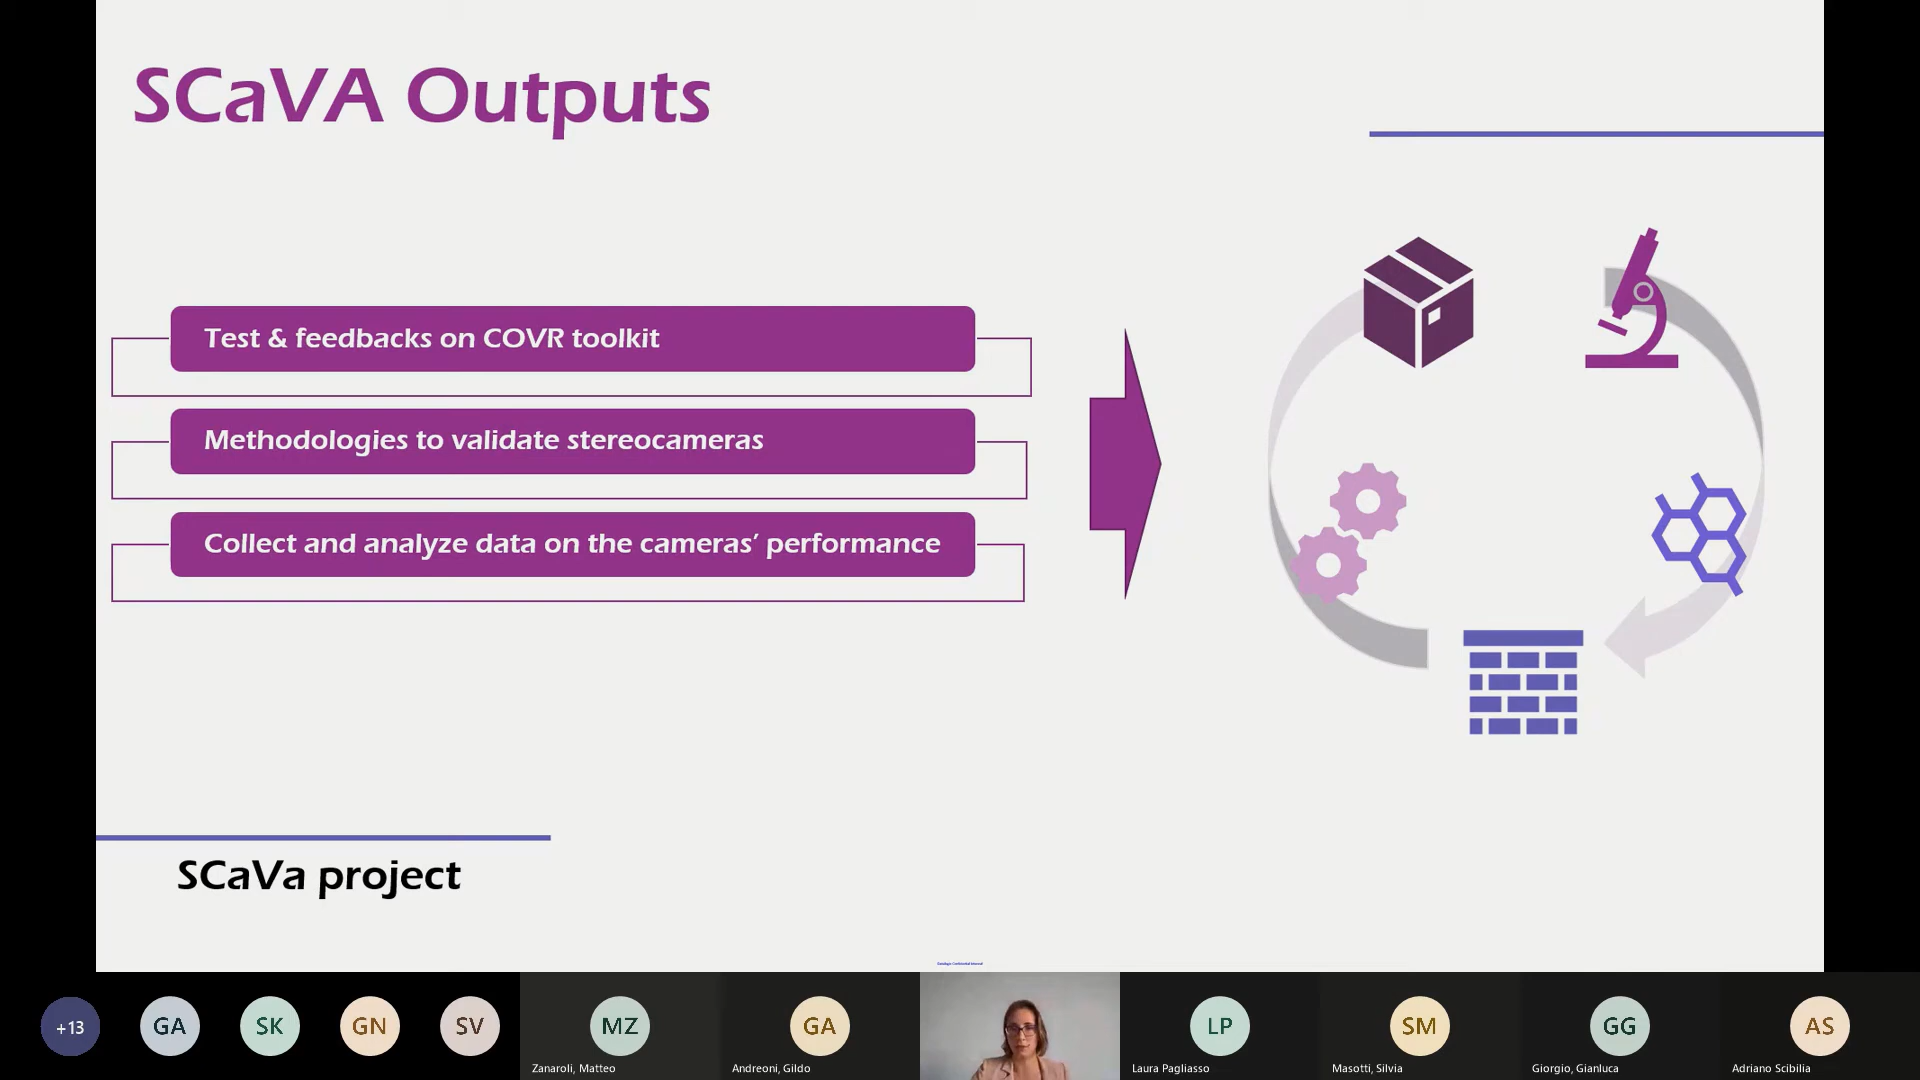 SCaVA Outputs
Test & feedbacks on COVR toolkit
Methodologies to validate stereocameras
Collect and analyze data on the cameras’ performance
SCaVa project
+13
GA
SK
GN
SV
MZ
GA
LP
SM
GG
AS
Zanaroli, Matteo
Andreoni, Gildo
Laura Pagliasso
Masotti, Silvia
Giorgio, Gianluca
Adriano Scibilia